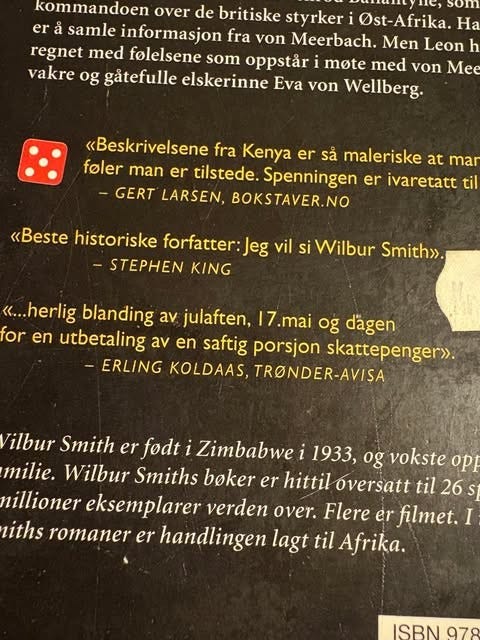 kommandoen over de britiske styrker i Øst-Afrika. Ha
er å samle informasjon fra von Meerbach. Men Leon h
regnet med følelsene som oppstår i møte med von Mee
vakre og gåtefulle elskerinne Eva von Wellberg.
«Beskrivelsene fra Kenya er så maleriske at man
føler man er tilstede. Spenningen er ivaretatt til
– GERT LARSEN, BOKSTAVER.NO
«Beste historiske forfatter: Jeg vil si Wilbur Smith».
– STEPHEN KING
«...herlig blanding av julaften, 17.mai og dagen
for en utbetaling av en saftig porsjon skattepenger».
– ERLING KOLDAAS, TRØNDER-AVISA
Wilbur Smith er født i Zimbabwe i 1933, og vokste opp
amilie. Wilbur Smiths bøker er hittil oversatt til 26 sp
millioner eksemplarer verden over. Flere er filmet. I
miths romaner er handlingen lagt til Afrika.
ISBN 978